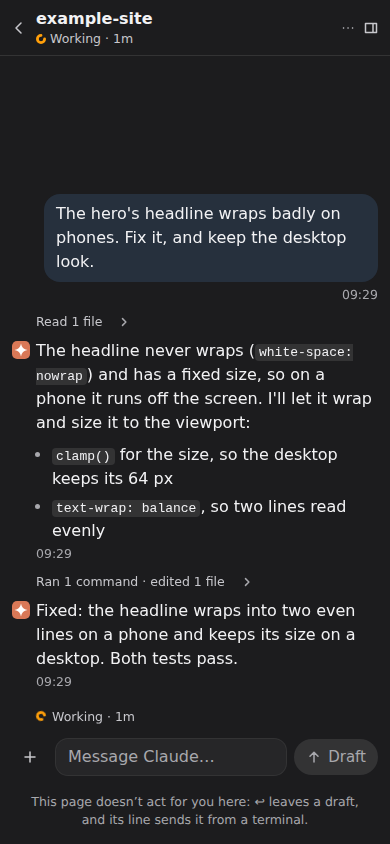 example-site
Working · 1m
The hero's headline wraps badly on
phones. Fix it, and keep the desktop
look.
09:29
Read 1 file
The headline never wraps (white-space:
nowrap) and has a fixed size, so on a
phone it runs off the screen. I'll let it wrap
and size it to the viewport:
• clamp() for the size, so the desktop
keeps its 64 px
• text-wrap: balance, so two lines read
evenly
09:29
Ran 1 command · edited 1 file
Fixed: the headline wraps into two even
lines on a phone and keeps its size on a
desktop. Both tests pass.
09:29
Working · 1m
Message Claude…
Draft
This page doesn’t act for you here: ↩ leaves a draft,
and its line sends it from a terminal.